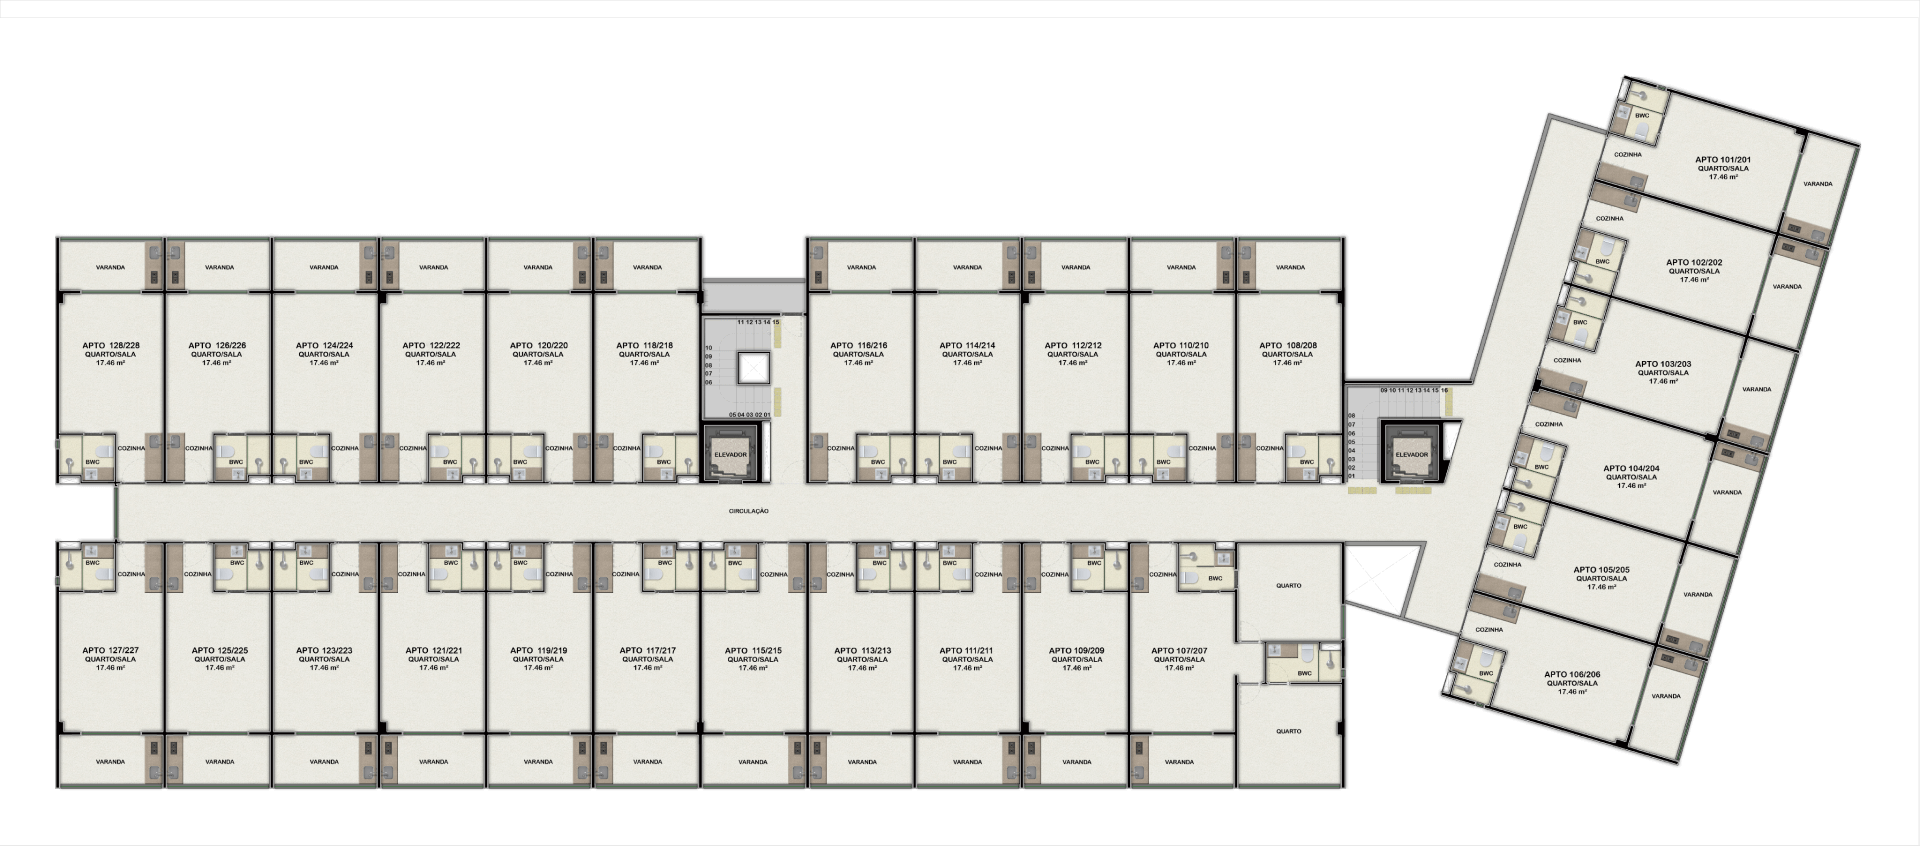 BWC
COZINHA
APTO 101/201
QUARTO/SALA
17.46 m²
VARANDA
COZINHA
BWC
APTO 102/202
QUARTO/SALA
17.46 m²
VARANDA
BWC
COZINHA
APTO 103/203
QUARTO/SALA
17.46 m²
VARANDA
COZINHA
BWC
APTO 104/204
QUARTO/SALA
17.46 m²
VARANDA
BWC
COZINHA
APTO 105/205
QUARTO/SALA
17.46 m²
VARANDA
COZINHA
BWC
APTO 106/206
QUARTO/SALA
17.46 m²
VARANDA
VARANDA VARANDA VARANDA VARANDA VARANDA VARANDA VARANDA VARANDA VARANDA VARANDA VARANDA
11 12 13 14 15
10
09
08
07
06
05 04 03 02 01
APTO 128/228 APTO 126/226 APTO 124/224 APTO 122/222 APTO 120/220 APTO 118/218 APTO 116/216 APTO 114/214 APTO 112/212 APTO 110/210 APTO 108/208
QUARTO/SALA QUARTO/SALA QUARTO/SALA QUARTO/SALA QUARTO/SALA QUARTO/SALA QUARTO/SALA QUARTO/SALA QUARTO/SALA QUARTO/SALA QUARTO/SALA
17.46 m² 17.46 m² 17.46 m² 17.46 m² 17.46 m² 17.46 m² 17.46 m² 17.46 m² 17.46 m² 17.46 m² 17.46 m²
09 10 11 12 13 14 15 16
08
07
06
05
04
03
02
01
COZINHA COZINHA COZINHA COZINHA COZINHA COZINHA COZINHA COZINHA COZINHA COZINHA COZINHA
ELEVADOR ELEVADOR
BWC BWC BWC BWC BWC BWC BWC BWC BWC BWC BWC
CIRCULAÇÃO
BWC BWC BWC BWC BWC BWC BWC BWC BWC BWC BWC
COZINHA COZINHA COZINHA COZINHA COZINHA COZINHA COZINHA COZINHA COZINHA COZINHA COZINHA
QUARTO
APTO 127/227 APTO 125/225 APTO 123/223 APTO 121/221 APTO 119/219 APTO 117/217 APTO 115/215 APTO 113/213 APTO 111/211 APTO 109/209 APTO 107/207
QUARTO/SALA QUARTO/SALA QUARTO/SALA QUARTO/SALA QUARTO/SALA QUARTO/SALA QUARTO/SALA QUARTO/SALA QUARTO/SALA QUARTO/SALA QUARTO/SALA
17.46 m² 17.46 m² 17.46 m² 17.46 m² 17.46 m² 17.46 m² 17.46 m² 17.46 m² 17.46 m² 17.46 m² 17.46 m²
BWC
QUARTO
VARANDA VARANDA VARANDA VARANDA VARANDA VARANDA VARANDA VARANDA VARANDA VARANDA VARANDA